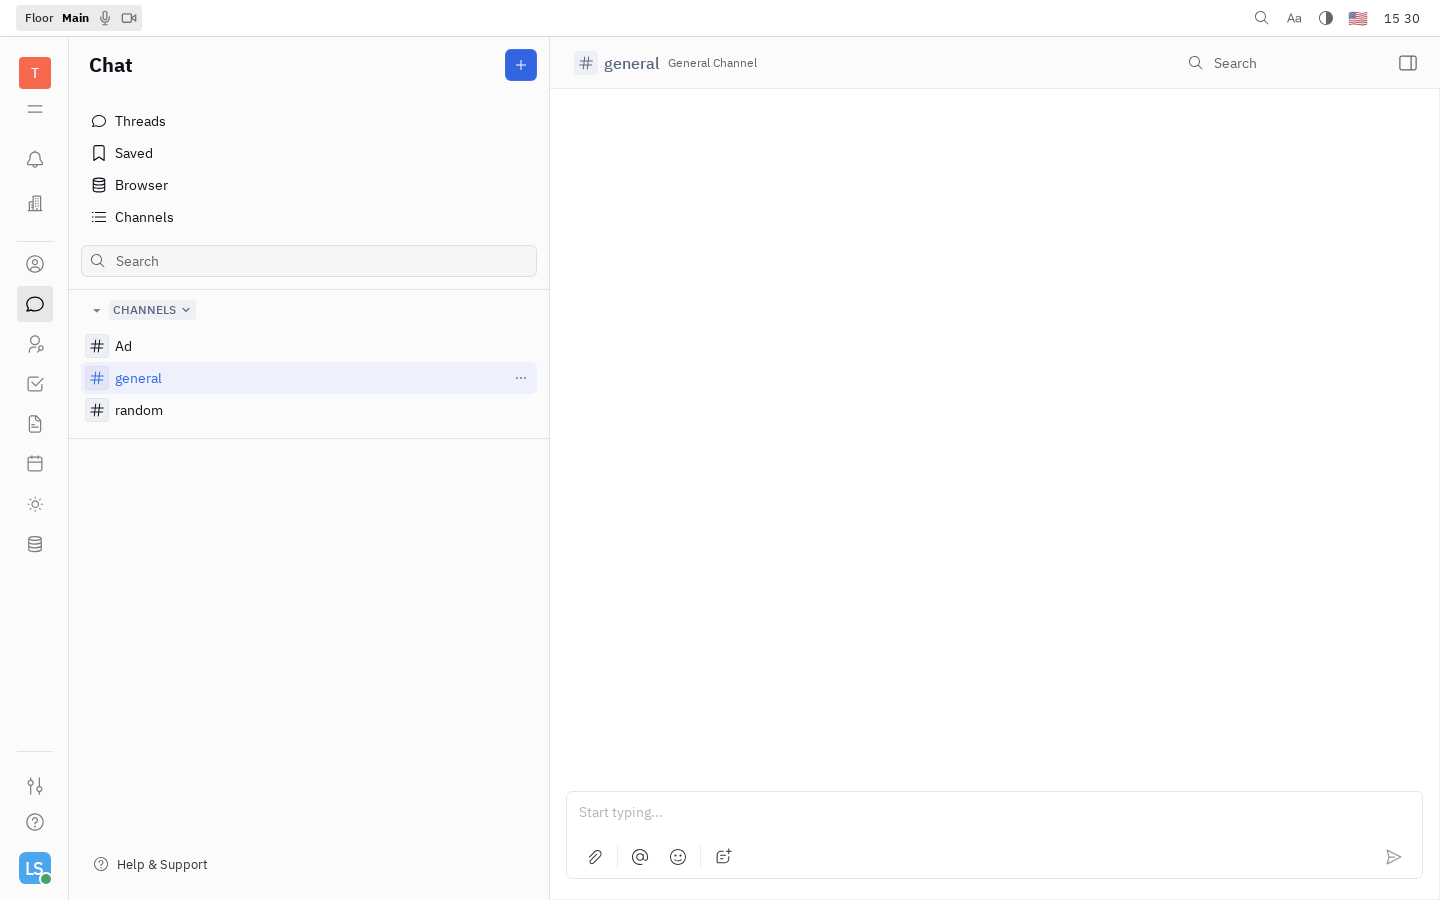 Floor Main
Aa
15 30
T
Chat
Threads
Saved
Browser
Channels
Search
CHANNELS
Ad
general
random
Help & Support
LS
general General Channel
Search
Start typing...